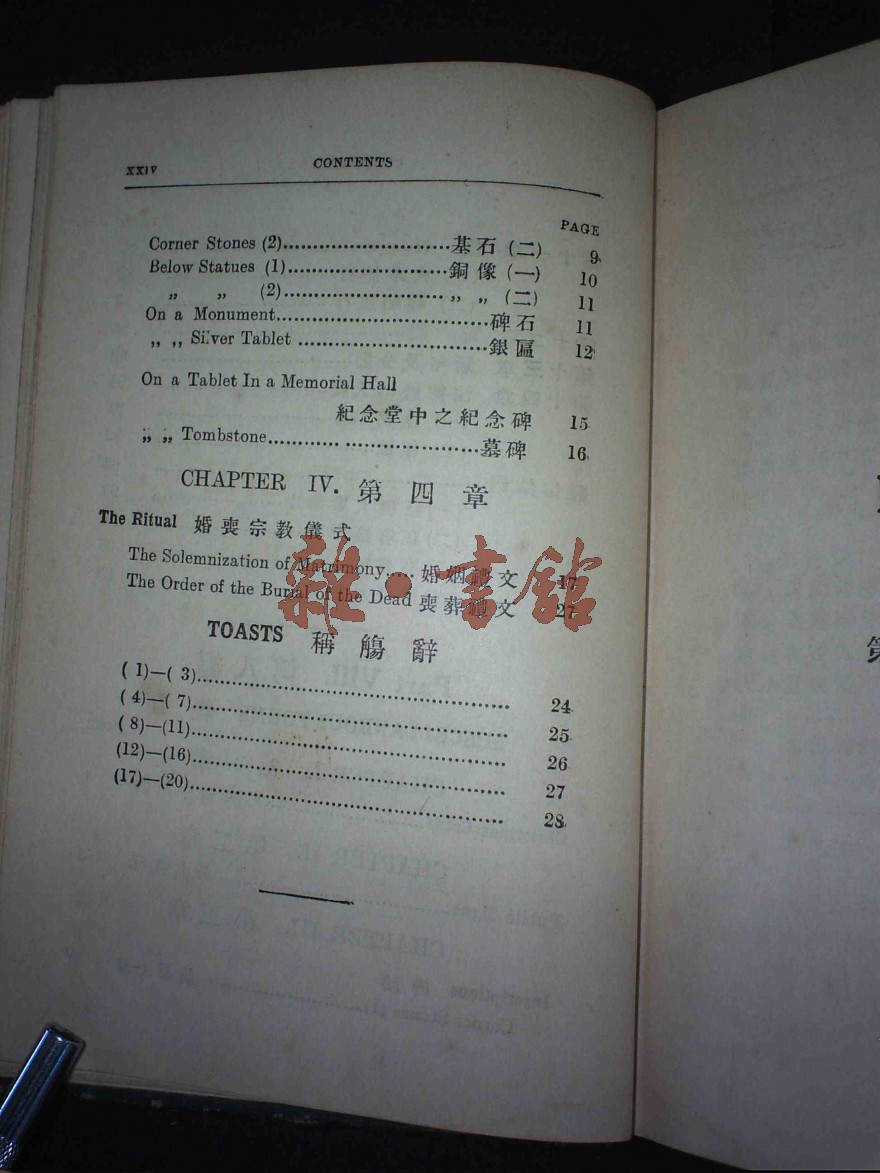 XXIV CONTENTS
PAGE
Corner Stones (2)..............................基石 (二) 9
Below Statues (1)..............................銅像 (一) 10
,, ,, (2)..............................,, ,, (二) 11
On a Monument..............................碑石 11
,, ,, Silver Tablet ..............................銀匾 12
On a Tablet In a Memorial Hall
紀念堂中之紀念碑 15
,, ,, Tombstone..............................墓碑 16
CHAPTER IV. 第四章
The Ritual 婚喪宗教儀式
The Solemnization of Matrimony..... 婚姻禮文 17
The Order of the Burial of the Dead 喪葬禮文 21
TOASTS 稱觴辭
( 1)—( 3).............................. 24
( 4)—( 7).............................. 25
( 8)—(11).............................. 26
(12)—(16).............................. 27
(17)—(20).............................. 28
雜·書館
第